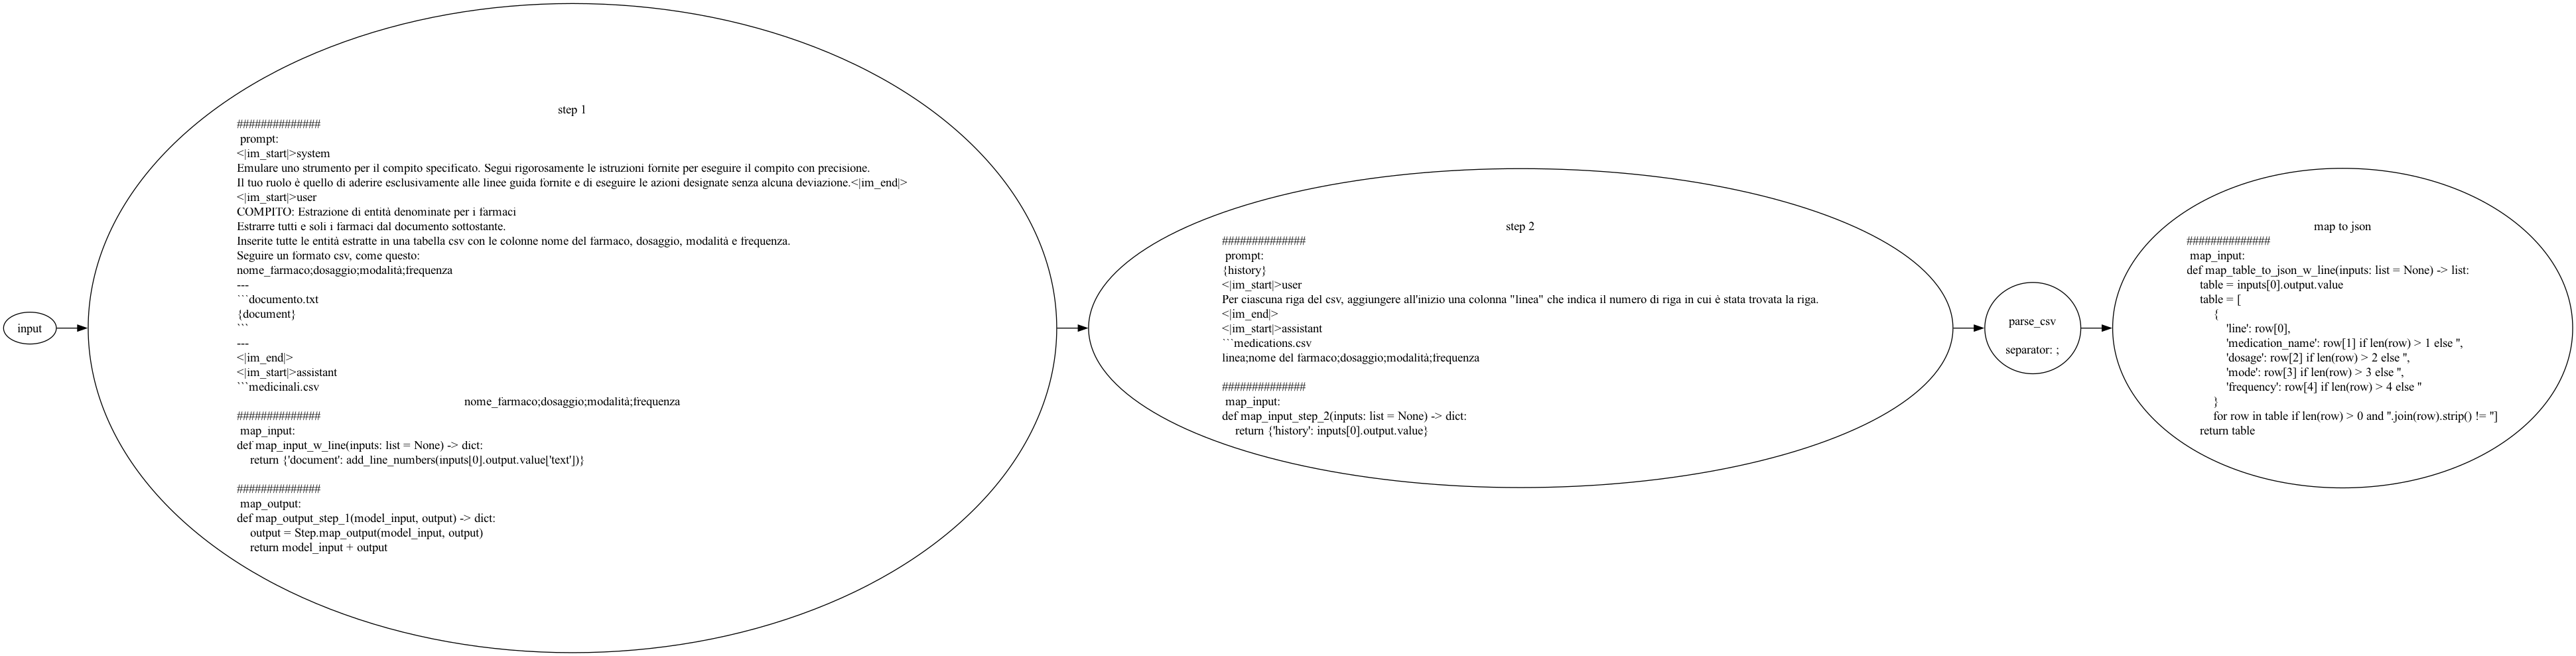 input
step 1
##############
prompt:
<|im_start|>system
Emulare uno strumento per il compito specificato. Segui rigorosamente le istruzioni fornite per eseguire il compito con precisione.
Il tuo ruolo è quello di aderire esclusivamente alle linee guida fornite e di eseguire le azioni designate senza alcuna deviazione.<|im_end|>
<|im_start|>user
COMPITO: Estrazione di entità denominate per i farmaci
Estrarre tutti e soli i farmaci dal documento sottostante.
Inserite tutte le entità estratte in una tabella csv con le colonne nome del farmaco, dosaggio, modalità e frequenza.
Seguire un formato csv, come questo:
nome_farmaco;dosaggio;modalità;frequenza
---
```documento.txt
{document}
```
---
<|im_end|>
<|im_start|>assistant
```medicinali.csv
nome_farmaco;dosaggio;modalità;frequenza
##############
map_input:
def map_input_w_line(inputs: list = None) -> dict:
    return {'document': add_line_numbers(inputs[0].output.value['text'])}
##############
map_output:
def map_output_step_1(model_input, output) -> dict:
    output = Step.map_output(model_input, output)
    return model_input + output
step 2
##############
prompt:
{history}
<|im_start|>user
Per ciascuna riga del csv, aggiungere all'inizio una colonna "linea" che indica il numero di riga in cui è stata trovata la riga.
<|im_end|>
<|im_start|>assistant
```medications.csv
linea;nome del farmaco;dosaggio;modalità;frequenza
##############
map_input:
def map_input_step_2(inputs: list = None) -> dict:
    return {'history': inputs[0].output.value}
parse_csv
separator: ;
map to json
##############
map_input:
def map_table_to_json_w_line(inputs: list = None) -> list:
    table = inputs[0].output.value
    table = [
        {
            'line': row[0],
            'medication_name': row[1] if len(row) > 1 else '',
            'dosage': row[2] if len(row) > 2 else '',
            'mode': row[3] if len(row) > 3 else '',
            'frequency': row[4] if len(row) > 4 else ''
        }
        for row in table if len(row) > 0 and ''.join(row).strip() != '']
    return table